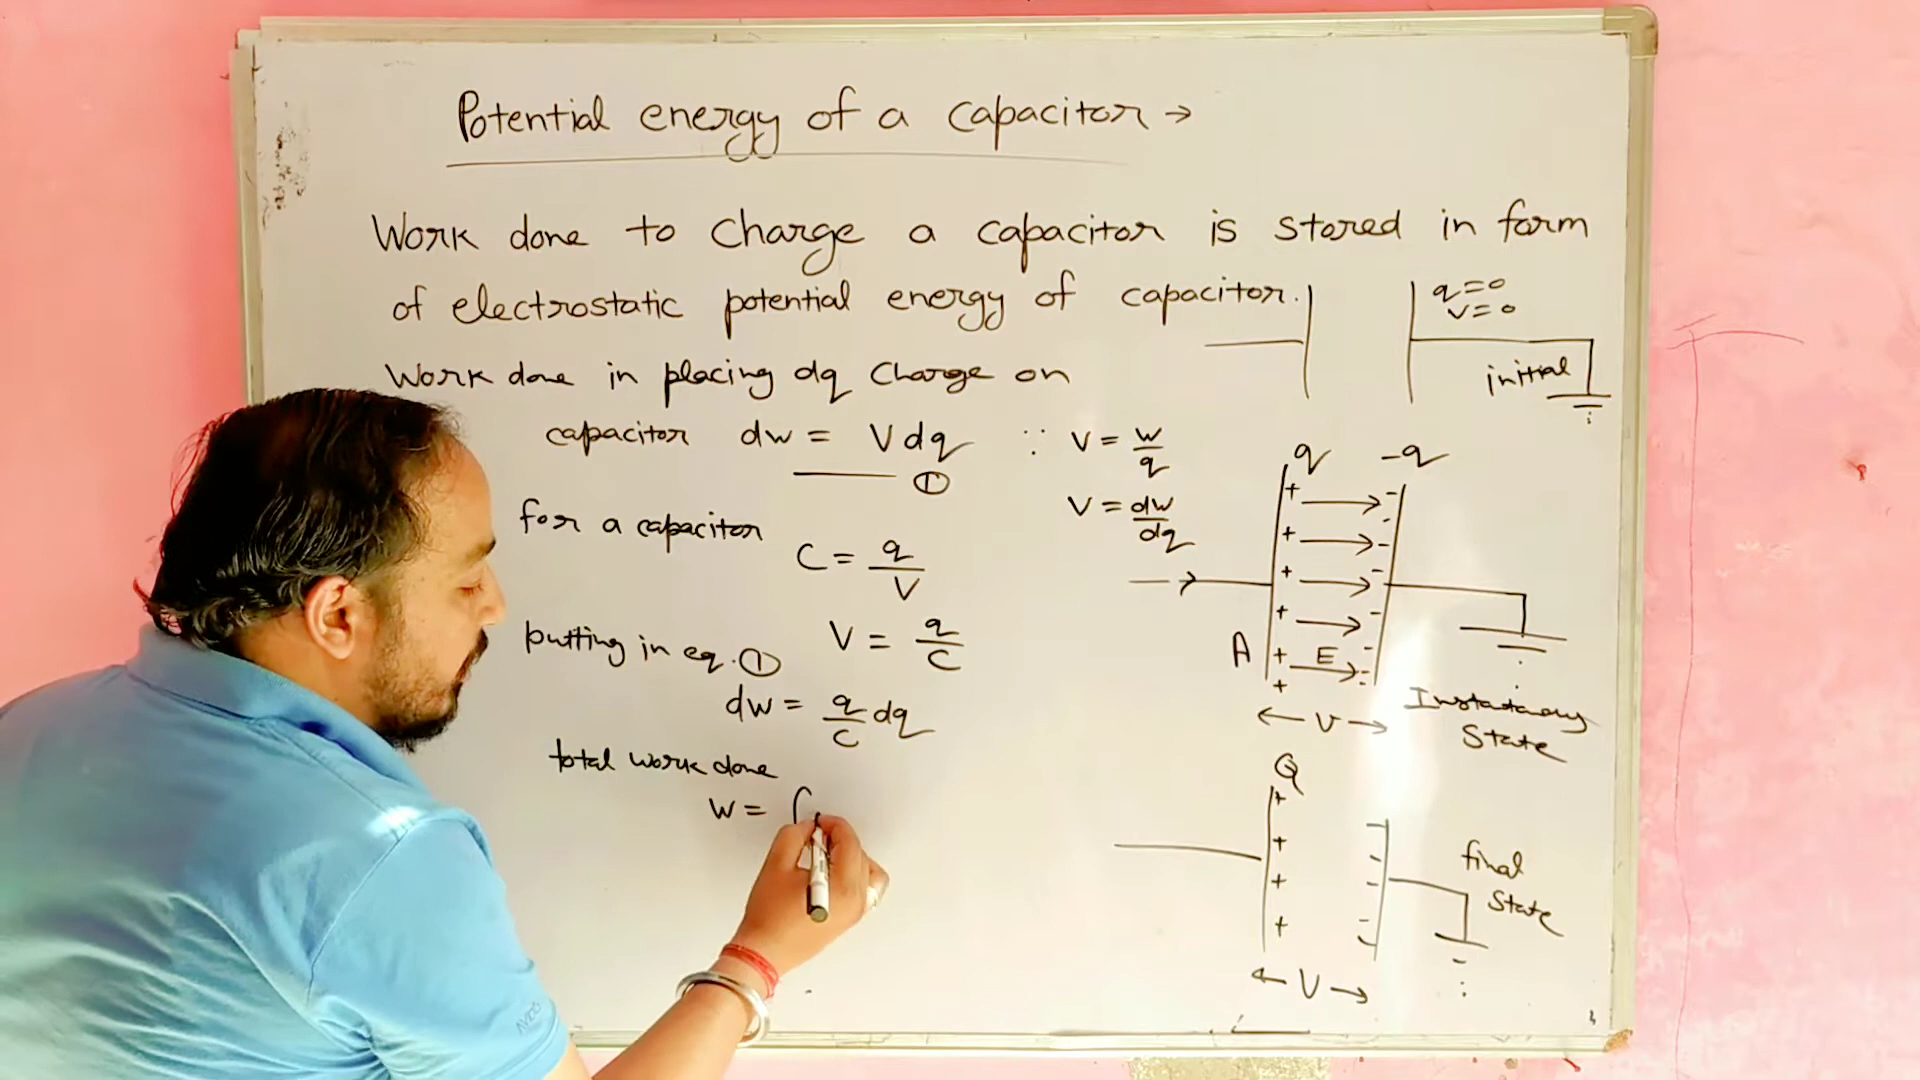 Potential energy of a capacitor →
Work done to charge a capacitor is stored in form
of electrostatic potential energy of capacitor.
q=0
v=0
initial
Work done in placing dq charge on
capacitor dw = Vdq ①
∵ V = w/q
V = dw/dq
for a capacitor
C = q/V
V = q/C
putting in eq. ①
dw = q/C dq
total work done
w = ∫
q -q
A E
← V →
State
Q
final
State
← V →